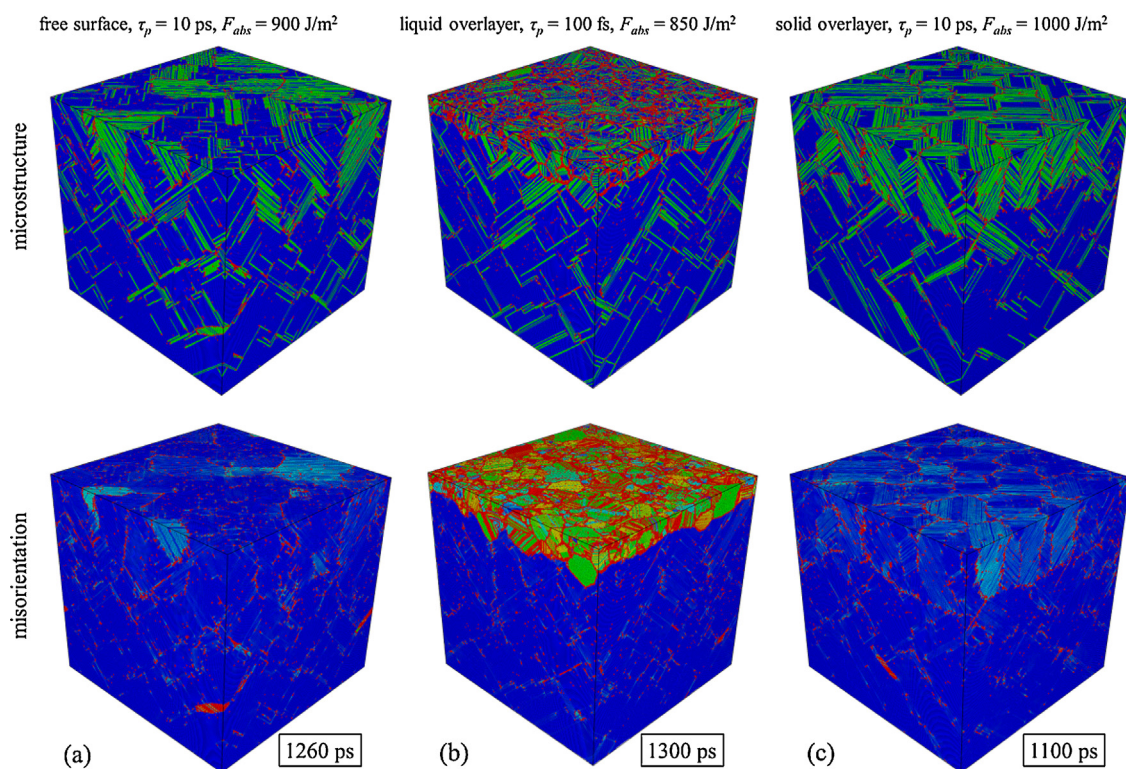 free surface, τp = 10 ps, Fabs = 900 J/m²
liquid overlayer, τp = 100 fs, Fabs = 850 J/m²
solid overlayer, τp = 10 ps, Fabs = 1000 J/m²
microstructure
misorientation
(a)
1260 ps
(b)
1300 ps
(c)
1100 ps